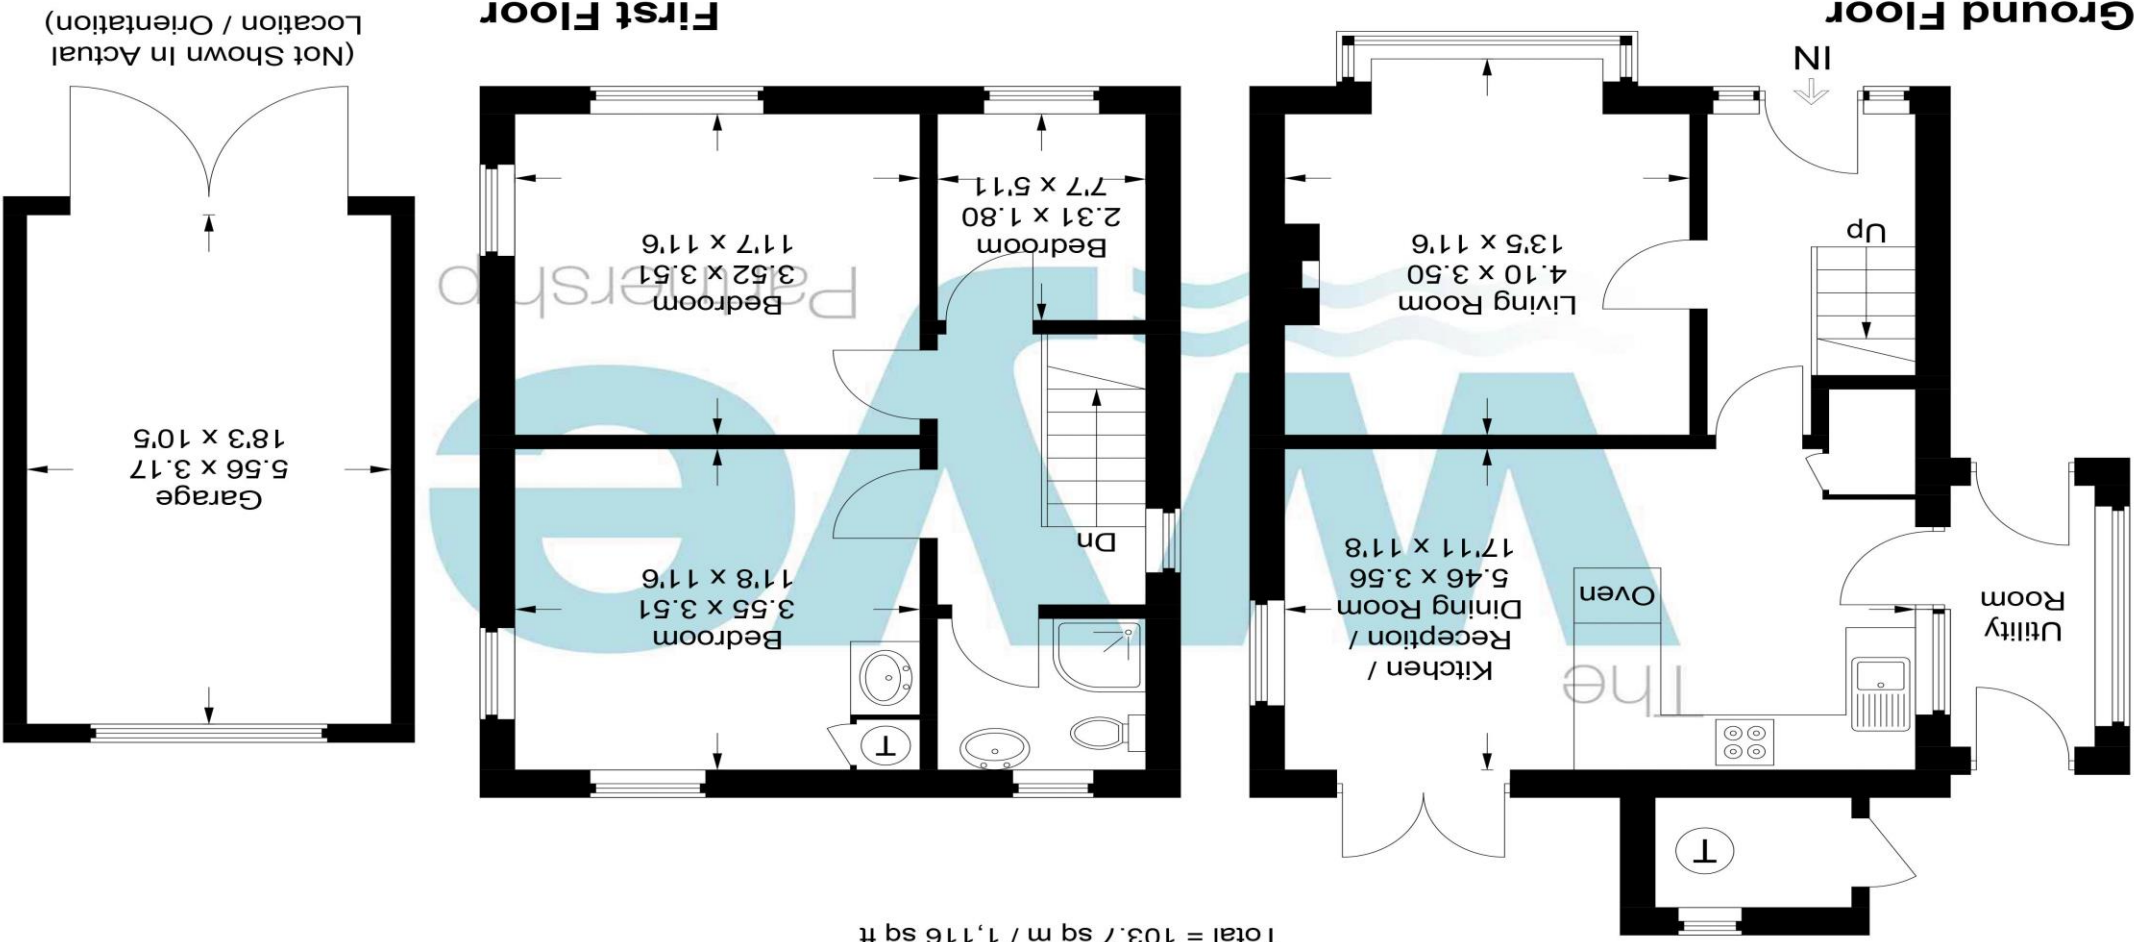 Total = 103.7 sq m / 1,116 sq ft
T
Utility
Room
Kitchen /
Reception /
Dining Room
5.46 x 3.56
17'11 x 11'8
Oven
Up
Living Room
4.10 x 3.50
13'5 x 11'6
IN
Ground Floor
T
Bedroom
3.55 x 3.51
11'8 x 11'6
Dn
Bedroom
3.52 x 3.51
11'7 x 11'6
Bedroom
2.31 x 1.80
7'7 x 5'11
First Floor
Garage
5.56 x 3.17
18'3 x 10'5
(Not Shown In Actual
Location / Orientation)
The
wye
Partnership